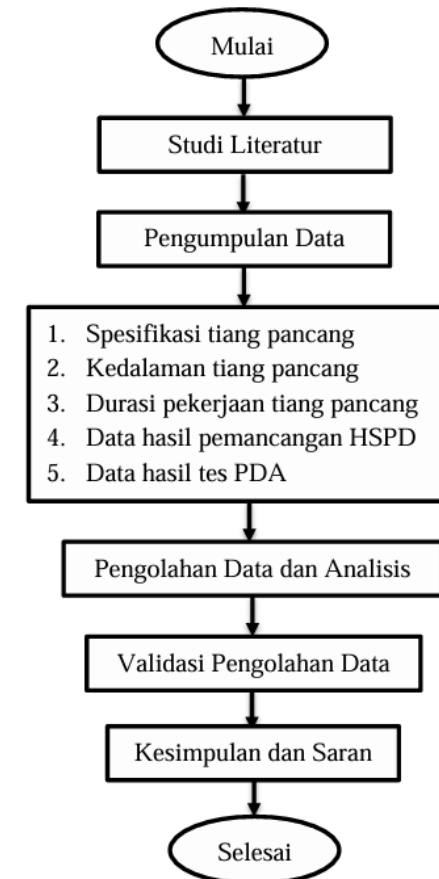 Mulai
Studi Literatur
Pengumpulan Data
1. Spesifikasi tiang pancang
2. Kedalaman tiang pancang
3. Durasi pekerjaan tiang pancang
4. Data hasil pemancangan HSPD
5. Data hasil tes PDA
Pengolahan Data dan Analisis
Validasi Pengolahan Data
Kesimpulan dan Saran
Selesai